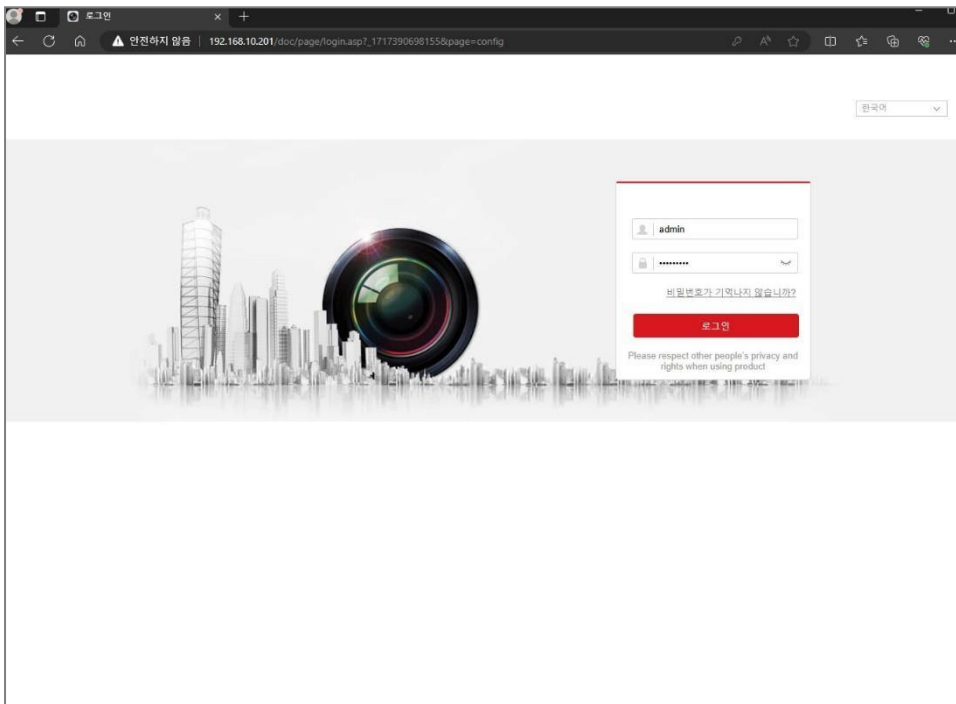 로그인
안전하지 않음 192.168.10.201/doc/page/login.asp?_1717390698155&page=config
한국어
admin
•••••••••
비밀번호가 기억나지 않습니까?
로그인
Please respect other people's privacy and
rights when using product